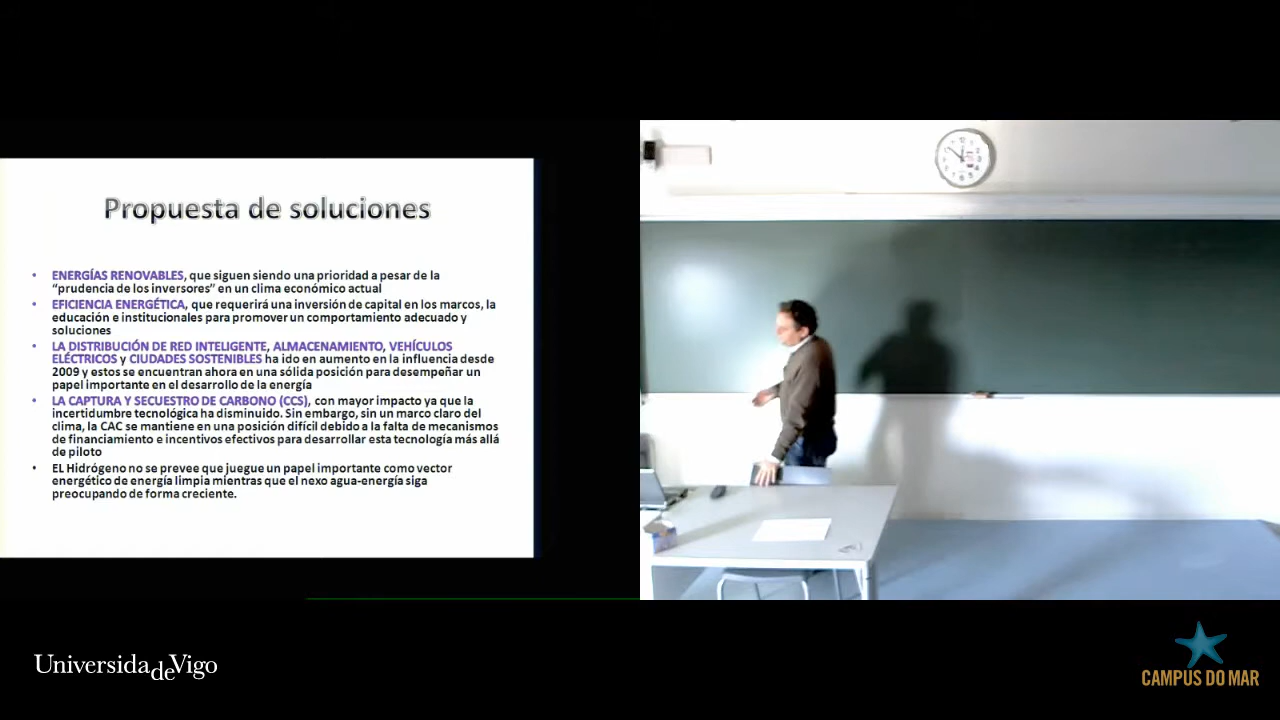 Propuesta de soluciones
• ENERGÍAS RENOVABLES, que siguen siendo una prioridad a pesar de la
“prudencia de los inversores” en un clima económico actual
• EFICIENCIA ENERGÉTICA, que requerirá una inversión de capital en los marcos, la
educación e institucionales para promover un comportamiento adecuado y
soluciones
• LA DISTRIBUCIÓN DE RED INTELIGENTE, ALMACENAMIENTO, VEHÍCULOS
ELÉCTRICOS y CIUDADES SOSTENIBLES ha ido en aumento en la influencia desde
2009 y estos se encuentran ahora en una sólida posición para desempeñar un
papel importante en el desarrollo de la energía
• LA CAPTURA Y SECUESTRO DE CARBONO (CCS), con mayor impacto ya que la
incertidumbre tecnológica ha disminuido. Sin embargo, sin un marco claro del
clima, la CAC se mantiene en una posición difícil debido a la falta de mecanismos
de financiamiento e incentivos efectivos para desarrollar esta tecnología más allá
de piloto
• EL Hidrógeno no se prevee que juegue un papel importante como vector
energético de energía limpia mientras que el nexo agua-energía siga
preocupando de forma creciente.
Universidade Vigo
CAMPUS DO MAR